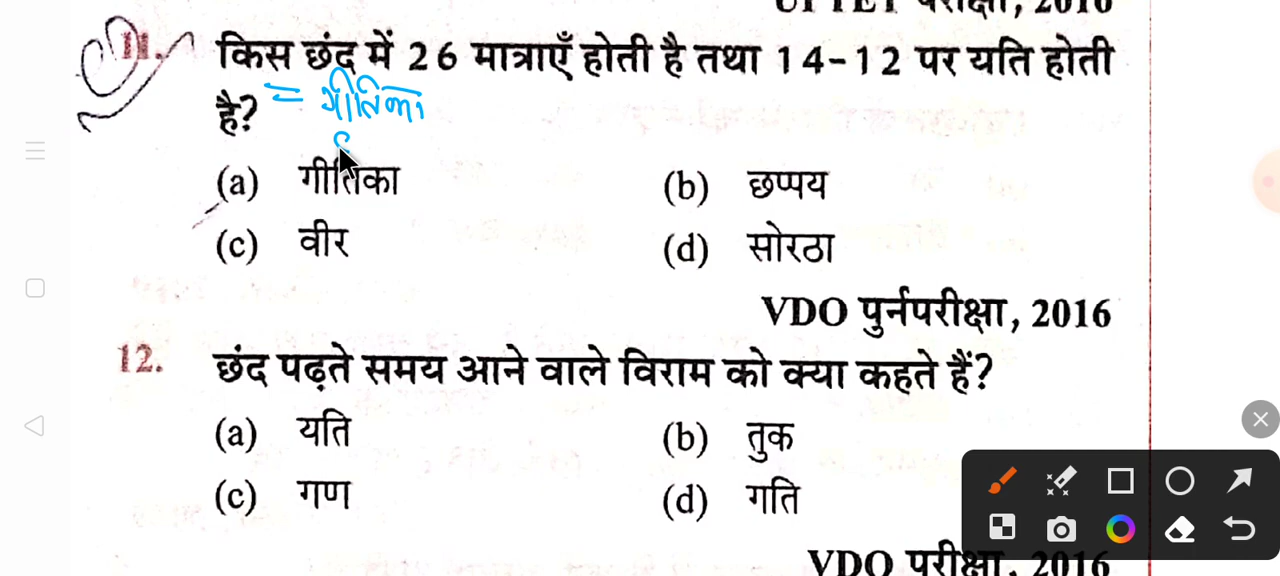 UPTET परीक्षा, 2016
11. किस छंद में 26 मात्राएँ होती है तथा 14-12 पर यति होती
है? = गीतिका
(a) गीतिका (b) छप्पय
(c) वीर (d) सोरठा
VDO पुर्नपरीक्षा, 2016
12. छंद पढ़ते समय आने वाले विराम को क्या कहते हैं?
(a) यति (b) तुक
(c) गण (d) गति
VDO परीक्षा, 2016